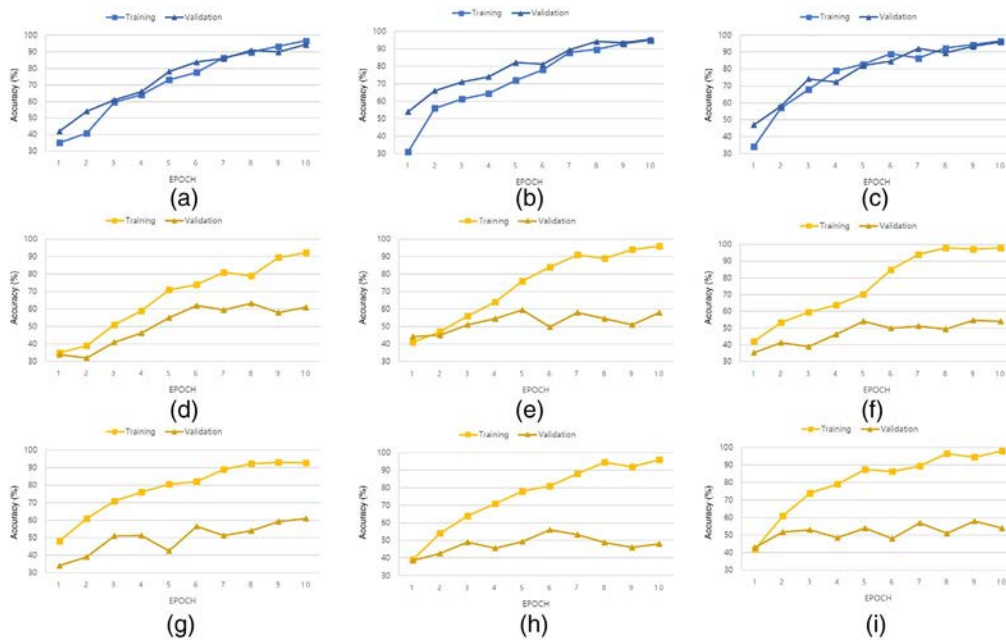 Training Validation
Accuracy (%)
100
90
80
70
60
50
40
30
1 2 3 4 5 6 7 8 9 10
EPOCH
(a)
Training Validation
Accuracy (%)
100
90
80
70
60
50
40
30
1 2 3 4 5 6 7 8 9 10
EPOCH
(b)
Training Validation
Accuracy (%)
100
90
80
70
60
50
40
30
1 2 3 4 5 6 7 8 9 10
EPOCH
(c)
Training Validation
Accuracy (%)
100
90
80
70
60
50
40
30
1 2 3 4 5 6 7 8 9 10
EPOCH
(d)
Training Validation
Accuracy (%)
100
90
80
70
60
50
40
30
1 2 3 4 5 6 7 8 9 10
EPOCH
(e)
Training Validation
Accuracy (%)
100
90
80
70
60
50
40
30
1 2 3 4 5 6 7 8 9 10
EPOCH
(f)
Training Validation
Accuracy (%)
100
90
80
70
60
50
40
30
1 2 3 4 5 6 7 8 9 10
EPOCH
(g)
Training Validation
Accuracy (%)
100
90
80
70
60
50
40
30
1 2 3 4 5 6 7 8 9 10
EPOCH
(h)
Training Validation
Accuracy (%)
100
90
80
70
60
50
40
30
1 2 3 4 5 6 7 8 9 10
EPOCH
(i)